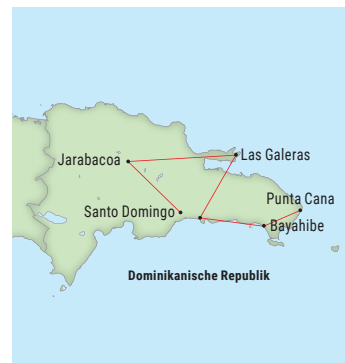 Jarabacoa
Las Galeras
Punta Cana
Santo Domingo
Bayahibe
Dominikanische Republik